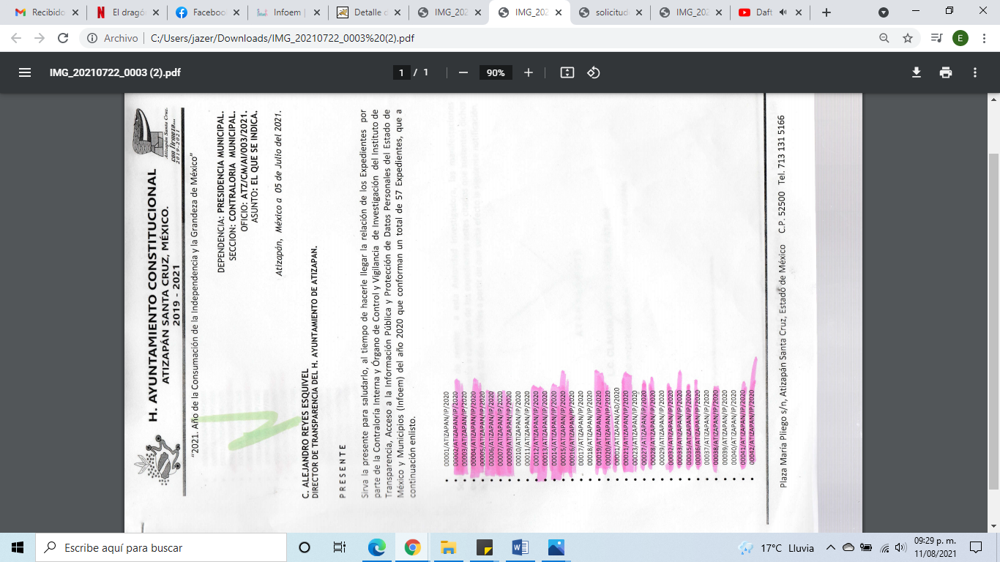 Recibido
El dragó
Facebook
Infoem |
Detalle d
IMG_202
IMG_202
solicitud
IMG_202
Daft
Archivo | C:/Users/jazer/Downloads/IMG_20210722_0003%20(2).pdf
E
IMG_20210722_0003 (2).pdf
1 / 1
90%
H. AYUNTAMIENTO CONSTITUCIONAL
ATIZAPÁN SANTA CRUZ, MÉXICO.
2019 - 2021
Atizapán Santa Cruz
con firmeza...
2019-2021
"2021. Año de la Consumación de la Independencia y la Grandeza de México"
DEPENDENCIA: PRESIDENCIA MUNICIPAL.
SECCION: CONTRALORIA MUNICIPAL.
OFICIO: ATZ/CM/AI/003/2021.
ASUNTO: EL QUE SE INDICA.
Atizapán, México a 05 de Julio del 2021.
C. ALEJANDRO REYES ESQUIVEL
DIRECTOR DE TRANSPARENCIA DEL H. AYUNTAMIENTO DE ATIZAPAN.
P R E S E N T E
Sirva la presente para saludarlo, al tiempo de hacerle llegar la relación de los Expedientes por
parte de la Contraloría Interna y Órgano de Control y Vigilancia de Investigación del Instituto de
Transparencia, Acceso a la Información Pública y Protección de Datos Personales del Estado de
México y Municipios (Infoem) del año 2020 que conforman un total de 57 Expedientes, que a
continuación enlisto.
• 00001/ATIZAPAN/IP/2020
• 00002/ATIZAPAN/IP/2020
• 00003/ATIZAPAN/IP/2020
• 00004/ATIZAPAN/IP/2020
• 00005/ATIZAPAN/IP/2020
• 00006/ATIZAPAN/IP/2020
• 00007/ATIZAPAN/IP/2020
• 00009/ATIZAPAN/IP/2020
• 00010/ATIZAPAN/IP/2020
• 00011/ATIZAPAN/IP/2020
• 00012/ATIZAPAN/IP/2020
• 00013/ATIZAPAN/IP/2020
• 00014/ATIZAPAN/IP/2020
• 00015/ATIZAPAN/IP/2020
• 00016/ATIZAPAN/IP/2020
• 00017/ATIZAPAN/IP/2020
• 00018/ATIZAPAN/IP/2020
• 00019/ATIZAPAN/IP/2020
• 00020/ATIZAPAN/IP/2020
• 00001/ATIZAPAN/AD/2020
• 00021/ATIZAPAN/IP/2020
• 00023/ATIZAPAN/IP/2020
• 00027/ATIZAPAN/IP/2020
• 00028/ATIZAPAN/IP/2020
• 00029/ATIZAPAN/IP/2020
• 00032/ATIZAPAN/IP/2020
• 00033/ATIZAPAN/IP/2020
• 00035/ATIZAPAN/IP/2020
• 00036/ATIZAPAN/IP/2020
• 00037/ATIZAPAN/IP/2020
• 00038/ATIZAPAN/IP/2020
• 00039/ATIZAPAN/IP/2020
• 00040/ATIZAPAN/IP/2020
• 00041/ATIZAPAN/IP/2020
• 00042/ATIZAPAN/IP/2020
Plaza María Pliego s/n, Atizapán Santa Cruz, Estado de México C.P. 52500 Tel. 713 131 5166
Escribe aquí para buscar
17°C Lluvia
09:29 p. m.
11/08/2021